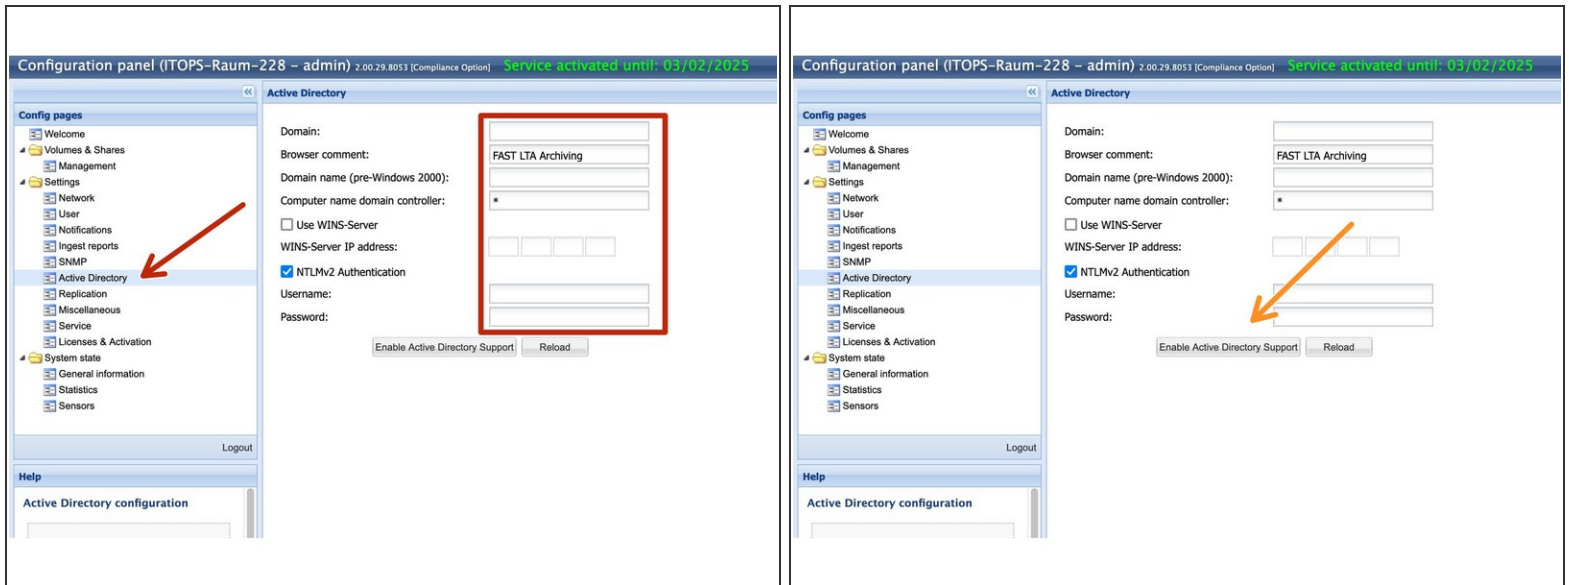 Configuration panel (ITOPS-Raum-228 - admin) 2.00.29.8053 [Compliance Option] Service activated until: 03/02/2025
Config pages
Welcome
Volumes & Shares
Management
Settings
Network
User
Notifications
Ingest reports
SNMP
Active Directory
Replication
Miscellaneous
Service
Licenses & Activation
System state
General information
Statistics
Sensors
Logout
Help
Active Directory configuration
Active Directory
Domain:
Browser comment: FAST LTA Archiving
Domain name (pre-Windows 2000):
Computer name domain controller: *
Use WINS-Server
WINS-Server IP address:
NTLMv2 Authentication
Username:
Password:
Enable Active Directory Support Reload
Configuration panel (ITOPS-Raum-228 - admin) 2.00.29.8053 [Compliance Option] Service activated until: 03/02/2025
Config pages
Welcome
Volumes & Shares
Management
Settings
Network
User
Notifications
Ingest reports
SNMP
Active Directory
Replication
Miscellaneous
Service
Licenses & Activation
System state
General information
Statistics
Sensors
Logout
Help
Active Directory configuration
Active Directory
Domain:
Browser comment: FAST LTA Archiving
Domain name (pre-Windows 2000):
Computer name domain controller: *
Use WINS-Server
WINS-Server IP address:
NTLMv2 Authentication
Username:
Password:
Enable Active Directory Support Reload